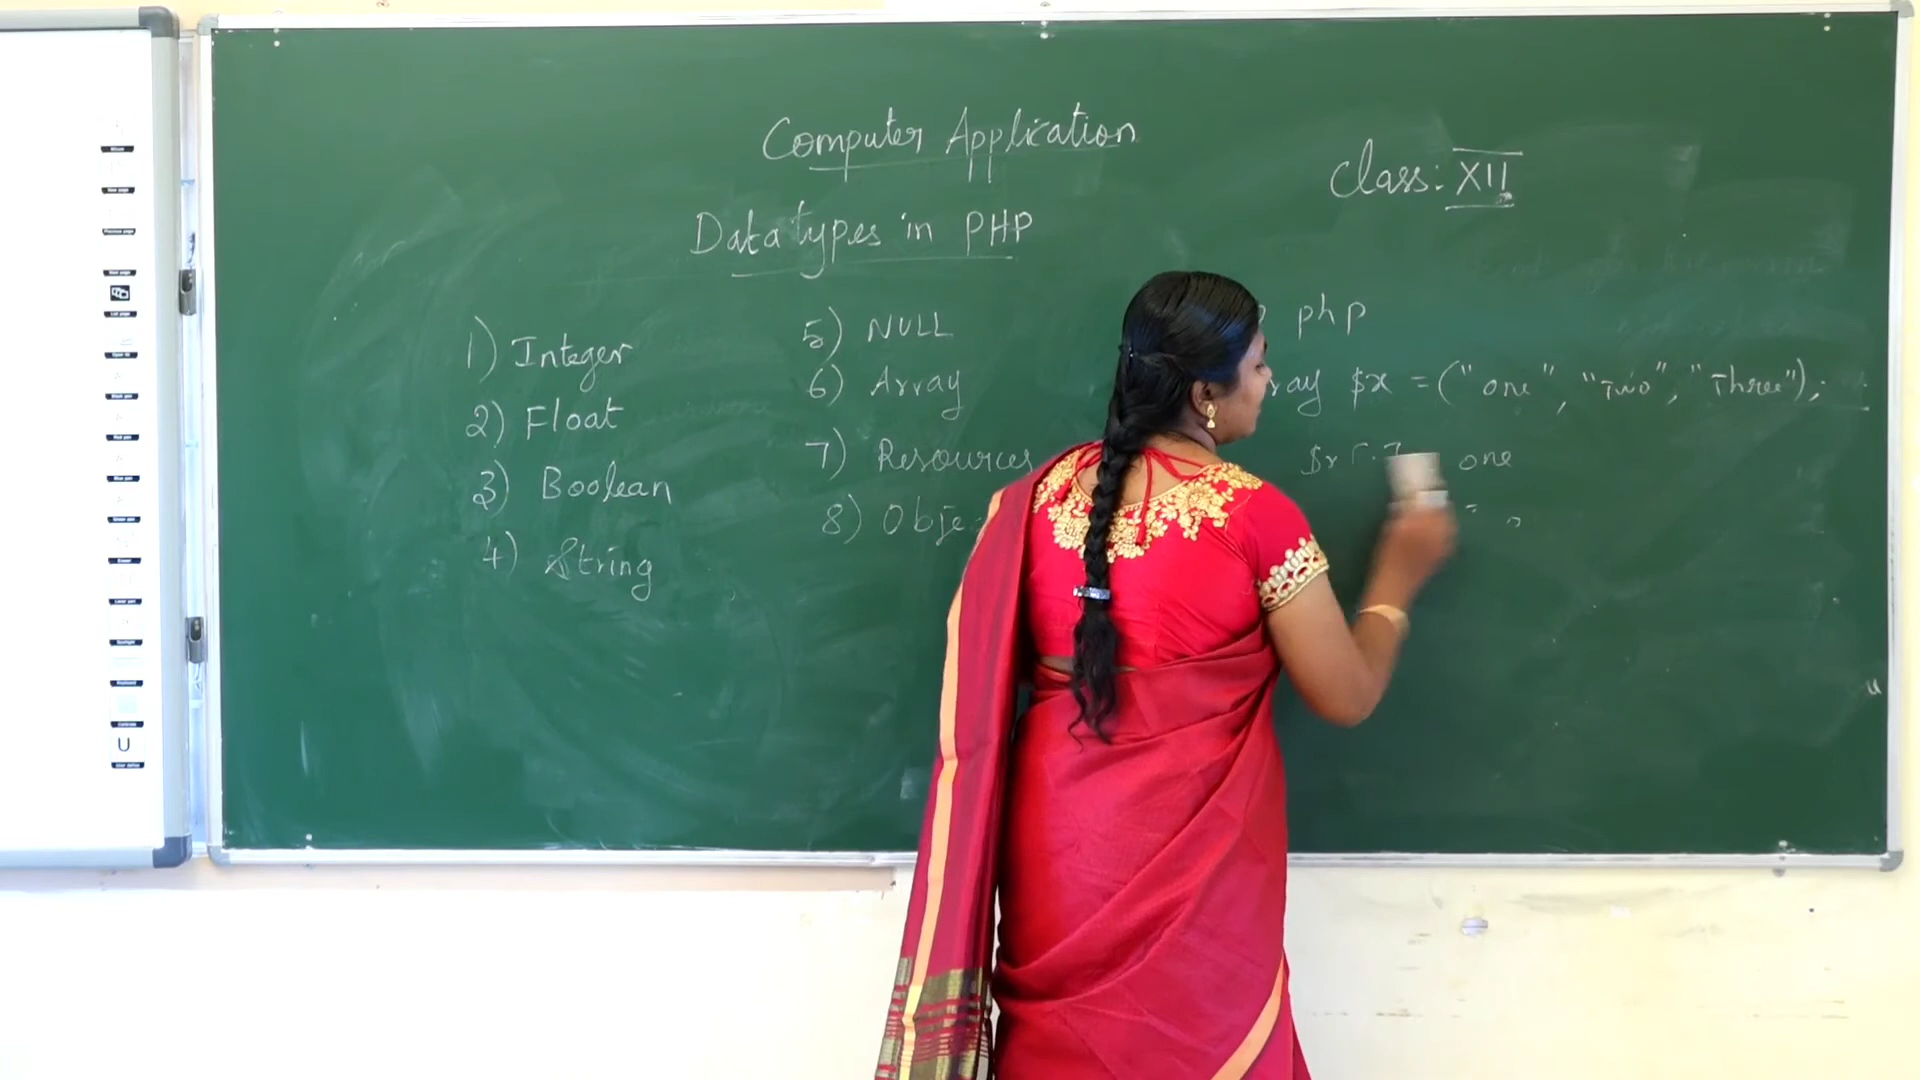 Computer Application
Class: XII
Data types in PHP
1) Integer
2) Float
3) Boolean
4) String
5) NULL
6) Array
7) Resources
8) Obje
php
ray $x = ("one", "Two", "Three");
$x one
U